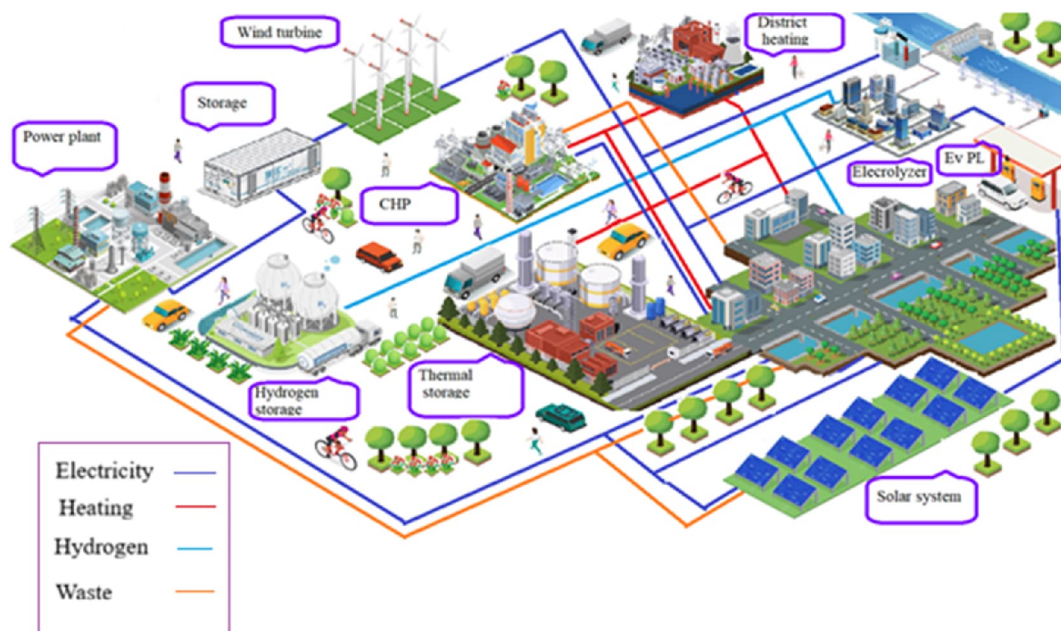 Wind turbine
District
heating
Storage
Power plant
CHP
Elecrolyzer
Ev PL
Hydrogen
storage
Thermal
storage
Solar system
Electricity
Heating
Hydrogen
Waste